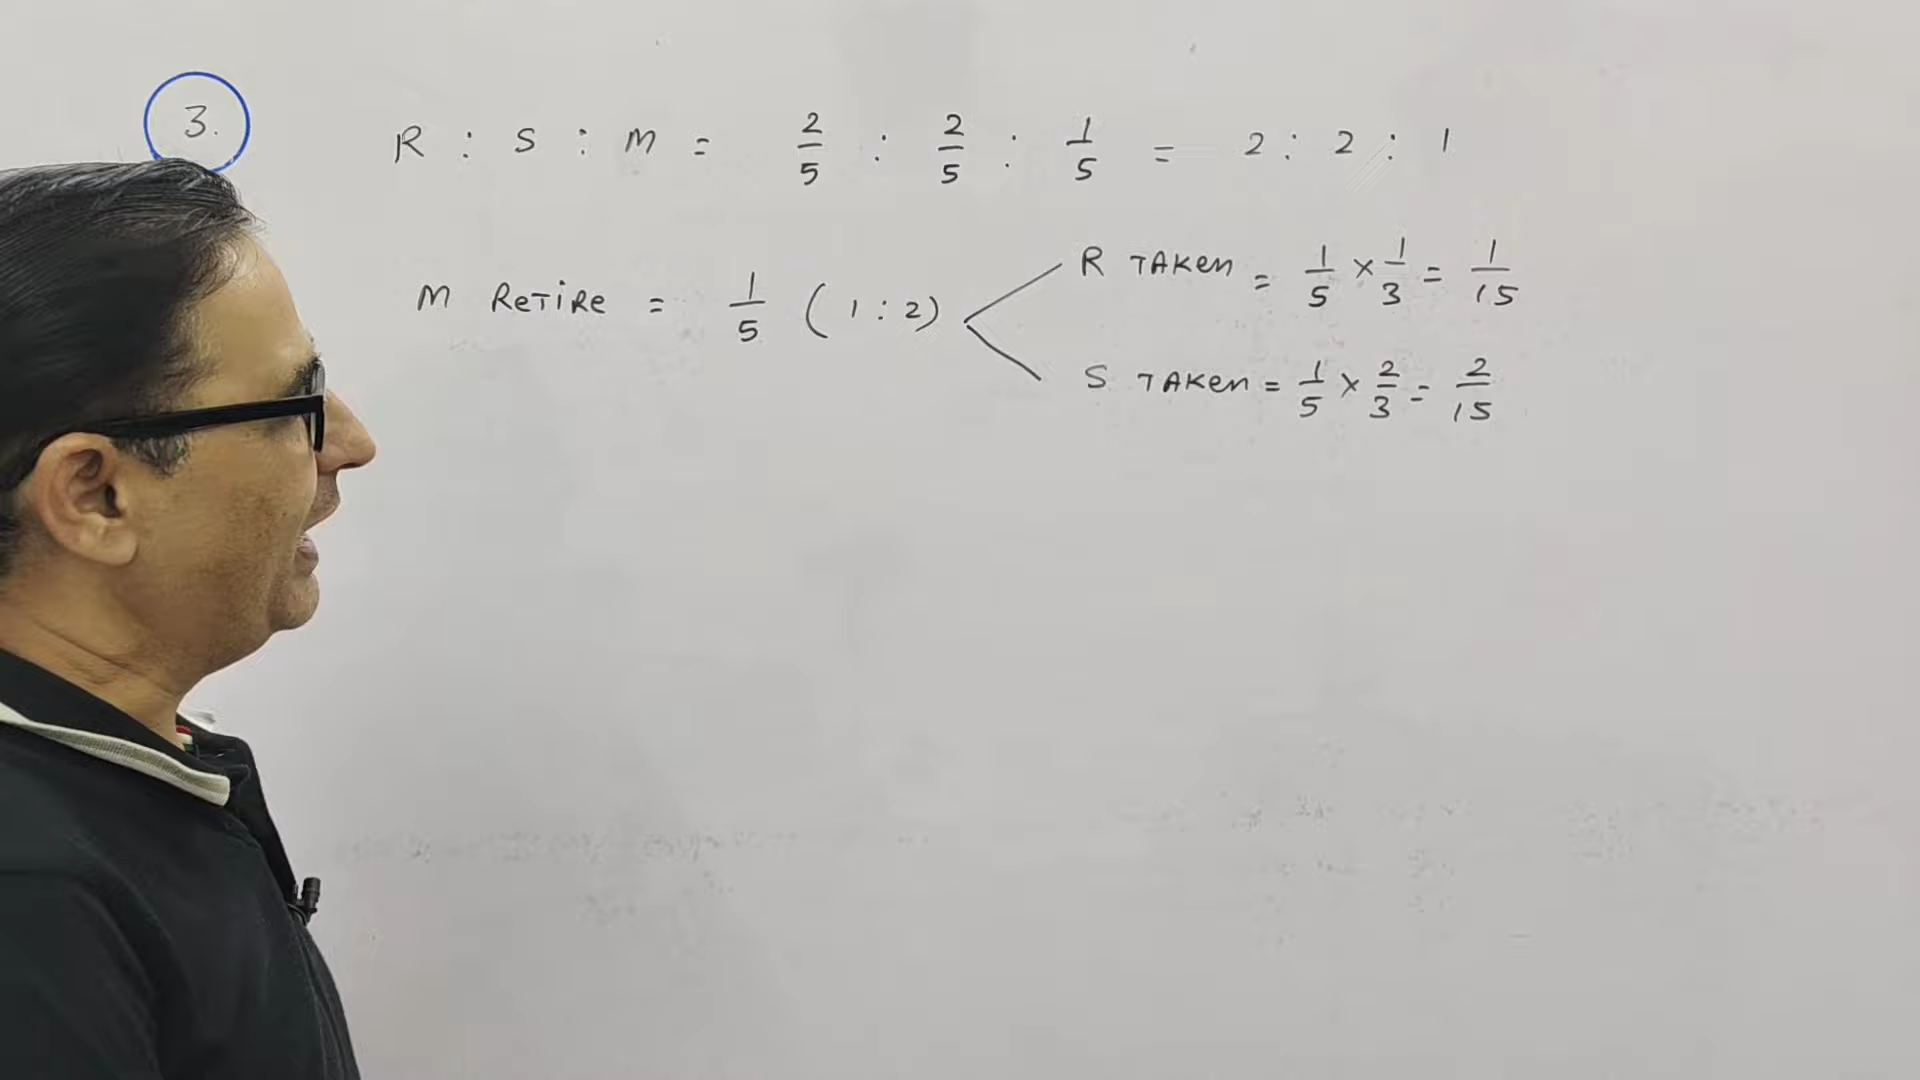 3.
R : S : M = 2/5 : 2/5 : 1/5 = 2 : 2 : 1
M RETiRE = 1/5 ( 1 : 2 )
R TAKEN = 1/5 × 1/3 = 1/15
S TAKEN = 1/5 × 2/3 = 2/15